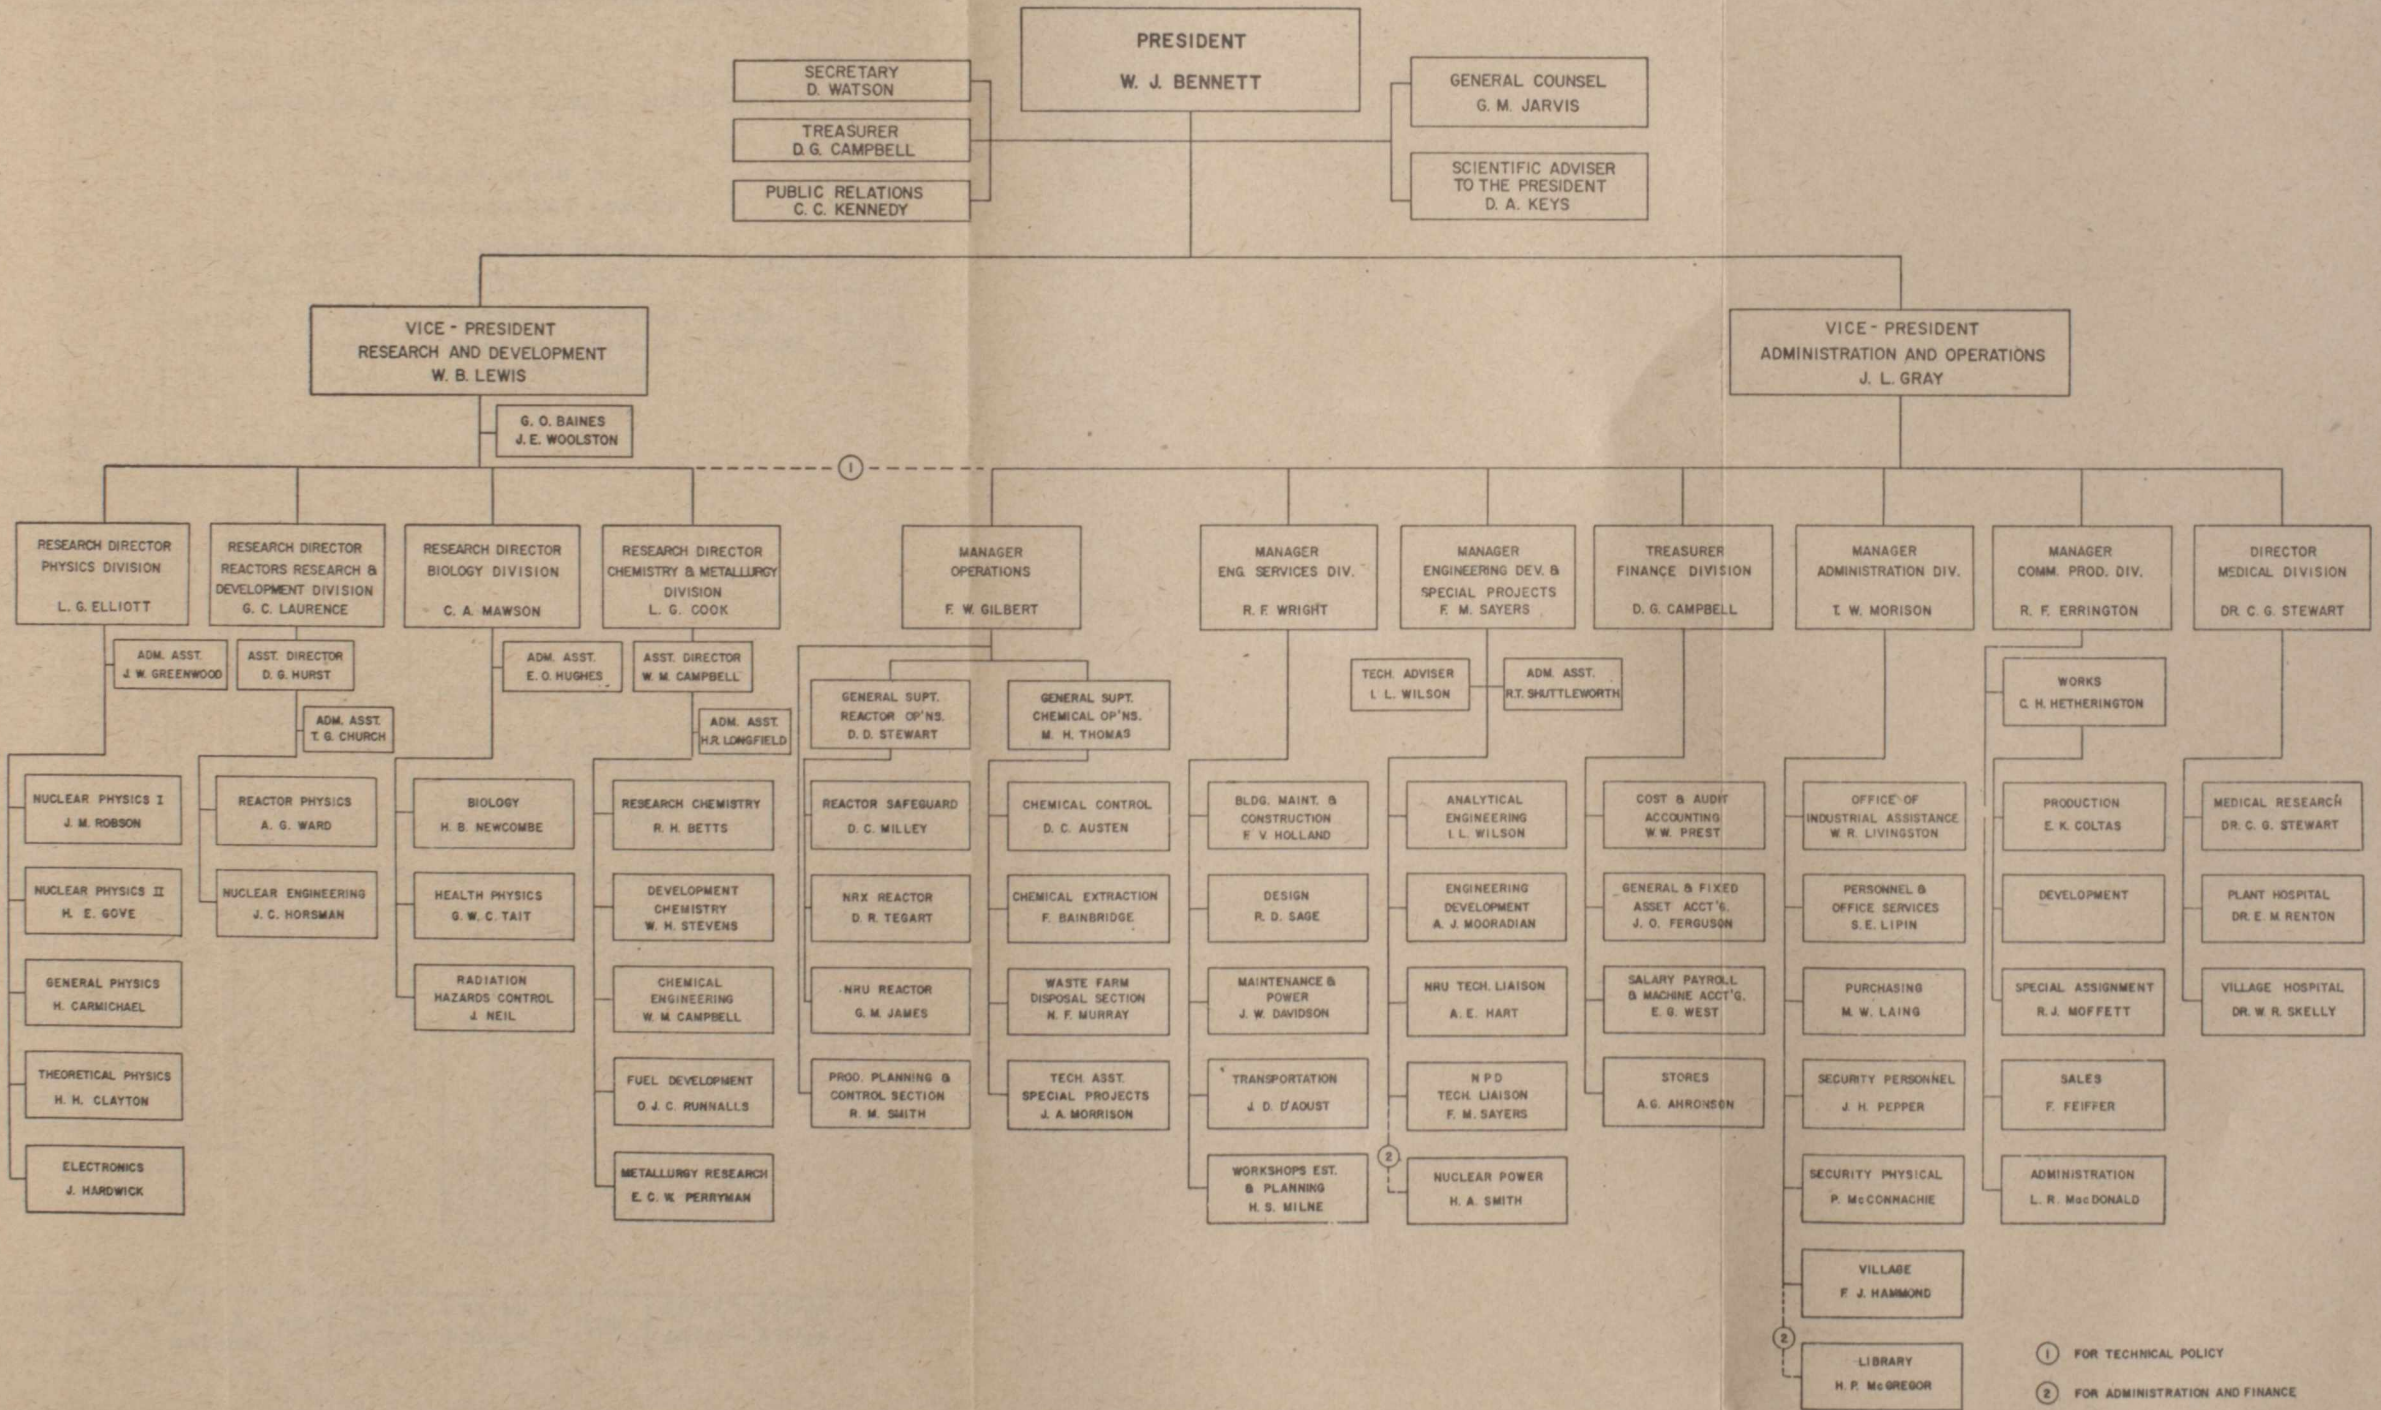 PRESIDENT
W. J. BENNETT
SECRETARY
D. WATSON
TREASURER
D. G. CAMPBELL
PUBLIC RELATIONS
C. C. KENNEDY
GENERAL COUNSEL
G. M. JARVIS
SCIENTIFIC ADVISER
TO THE PRESIDENT
D. A. KEYS
VICE - PRESIDENT
RESEARCH AND DEVELOPMENT
W. B. LEWIS
G. O. BAINES
J. E. WOOLSTON
VICE - PRESIDENT
ADMINISTRATION AND OPERATIONS
J. L. GRAY
1
RESEARCH DIRECTOR
PHYSICS DIVISION
L. G. ELLIOTT
ADM. ASST.
J. W. GREENWOOD
NUCLEAR PHYSICS I
J. M. ROBSON
NUCLEAR PHYSICS II
H. E. GOVE
GENERAL PHYSICS
H. CARMICHAEL
THEORETICAL PHYSICS
H. H. CLAYTON
ELECTRONICS
J. HARDWICK
RESEARCH DIRECTOR
REACTORS RESEARCH &
DEVELOPMENT DIVISION
G. C. LAURENCE
ASST. DIRECTOR
D. G. HURST
ADM. ASST.
T. G. CHURCH
REACTOR PHYSICS
A. G. WARD
NUCLEAR ENGINEERING
J. C. HORSMAN
RESEARCH DIRECTOR
BIOLOGY DIVISION
C. A. MAWSON
ADM. ASST.
E. O. HUGHES
BIOLOGY
H. B. NEWCOMBE
HEALTH PHYSICS
G. W. C. TAIT
RADIATION
HAZARDS CONTROL
J. NEIL
RESEARCH DIRECTOR
CHEMISTRY & METALLURGY
DIVISION
L. G. COOK
ASST. DIRECTOR
W. M. CAMPBELL
ADM. ASST.
H.R. LONGFIELD
RESEARCH CHEMISTRY
R. H. BETTS
DEVELOPMENT
CHEMISTRY
W. H. STEVENS
CHEMICAL
ENGINEERING
W. M. CAMPBELL
FUEL DEVELOPMENT
O. J. C. RUNNALLS
METALLURGY RESEARCH
E. C. W. PERRYMAN
MANAGER
OPERATIONS
F. W. GILBERT
GENERAL SUPT.
REACTOR OP'NS.
D. D. STEWART
REACTOR SAFEGUARD
D. C. MILLEY
NRX REACTOR
D. R. TEGART
NRU REACTOR
G. M. JAMES
PROD. PLANNING &
CONTROL SECTION
R. M. SMITH
GENERAL SUPT.
CHEMICAL OP'NS.
M. H. THOMAS
CHEMICAL CONTROL
D. C. AUSTEN
CHEMICAL EXTRACTION
F. BAINBRIDGE
WASTE FARM
DISPOSAL SECTION
N. F. MURRAY
TECH. ASST.
SPECIAL PROJECTS
J. A. MORRISON
MANAGER
ENG. SERVICES DIV.
R. F. WRIGHT
BLDG. MAINT. &
CONSTRUCTION
F. V. HOLLAND
DESIGN
R. D. SAGE
MAINTENANCE &
POWER
J. W. DAVIDSON
TRANSPORTATION
J. D. D'AOUST
WORKSHOPS EST.
& PLANNING
H. S. MILNE
MANAGER
ENGINEERING DEV. &
SPECIAL PROJECTS
F. M. SAYERS
TECH. ADVISER
I. L. WILSON
ADM. ASST.
R.T. SHUTTLEWORTH
ANALYTICAL
ENGINEERING
I. L. WILSON
ENGINEERING
DEVELOPMENT
A. J. MOORADIAN
NRU TECH. LIAISON
A. E. HART
N P D
TECH. LIAISON
F. M. SAYERS
2
NUCLEAR POWER
H. A. SMITH
TREASURER
FINANCE DIVISION
D. G. CAMPBELL
COST & AUDIT
ACCOUNTING
W. W. PREST
GENERAL & FIXED
ASSET ACCT'G.
J. O. FERGUSON
SALARY PAYROLL
& MACHINE ACCT'G.
E. G. WEST
STORES
A.G. AHRONSON
MANAGER
ADMINISTRATION DIV.
T. W. MORISON
OFFICE OF
INDUSTRIAL ASSISTANCE
W. R. LIVINGSTON
PERSONNEL &
OFFICE SERVICES
S. E. LIPIN
PURCHASING
M. W. LAING
SECURITY PERSONNEL
J. H. PEPPER
SECURITY PHYSICAL
P. McCONNACHIE
VILLAGE
F. J. HAMMOND
2
LIBRARY
H. P. McGREGOR
MANAGER
COMM. PROD. DIV.
R. F. ERRINGTON
WORKS
C. H. HETHERINGTON
PRODUCTION
E. K. COLTAS
DEVELOPMENT
SPECIAL ASSIGNMENT
R. J. MOFFETT
SALES
F. FEIFFER
ADMINISTRATION
L. R. MacDONALD
DIRECTOR
MEDICAL DIVISION
DR. C. G. STEWART
MEDICAL RESEARCH
DR. C. G. STEWART
PLANT HOSPITAL
DR. E. M. RENTON
VILLAGE HOSPITAL
DR. W. R. SKELLY
1 FOR TECHNICAL POLICY
2 FOR ADMINISTRATION AND FINANCE